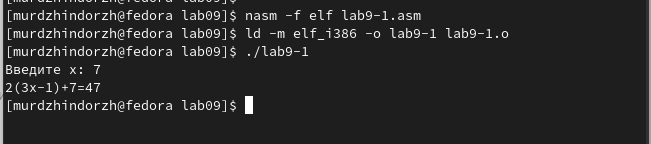 [murdzhindorzh@fedora lab09]$ nasm -f elf lab9-1.asm
[murdzhindorzh@fedora lab09]$ ld -m elf_i386 -o lab9-1 lab9-1.o
[murdzhindorzh@fedora lab09]$ ./lab9-1
Введите x: 7
2(3x-1)+7=47
[murdzhindorzh@fedora lab09]$